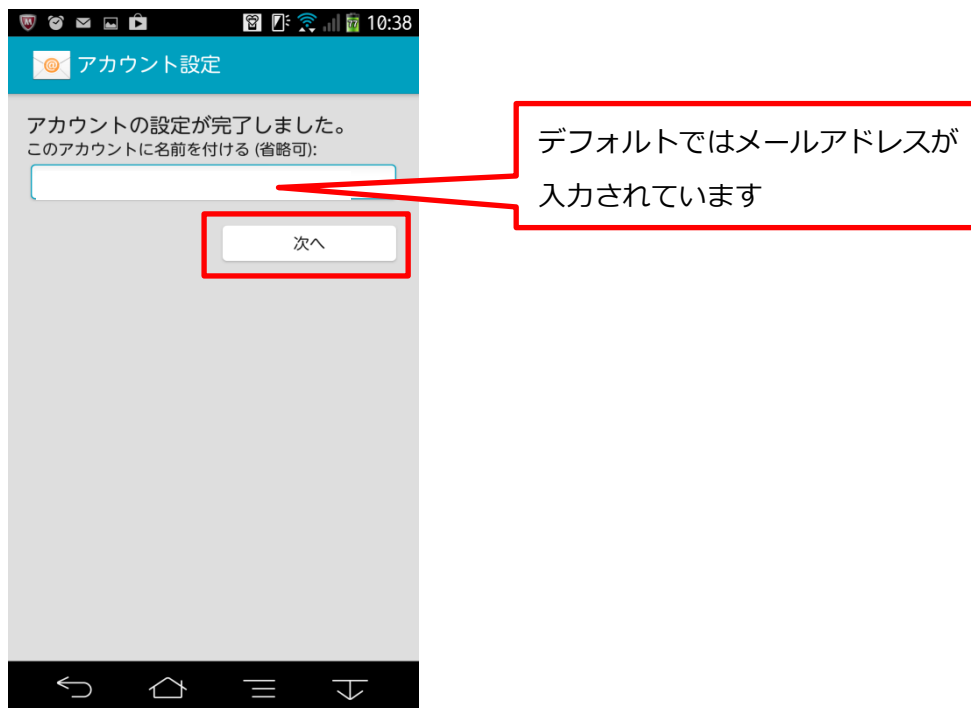 10:38
アカウント設定
アカウントの設定が完了しました。
このアカウントに名前を付ける (省略可):
次へ
デフォルトではメールアドレスが
入力されています